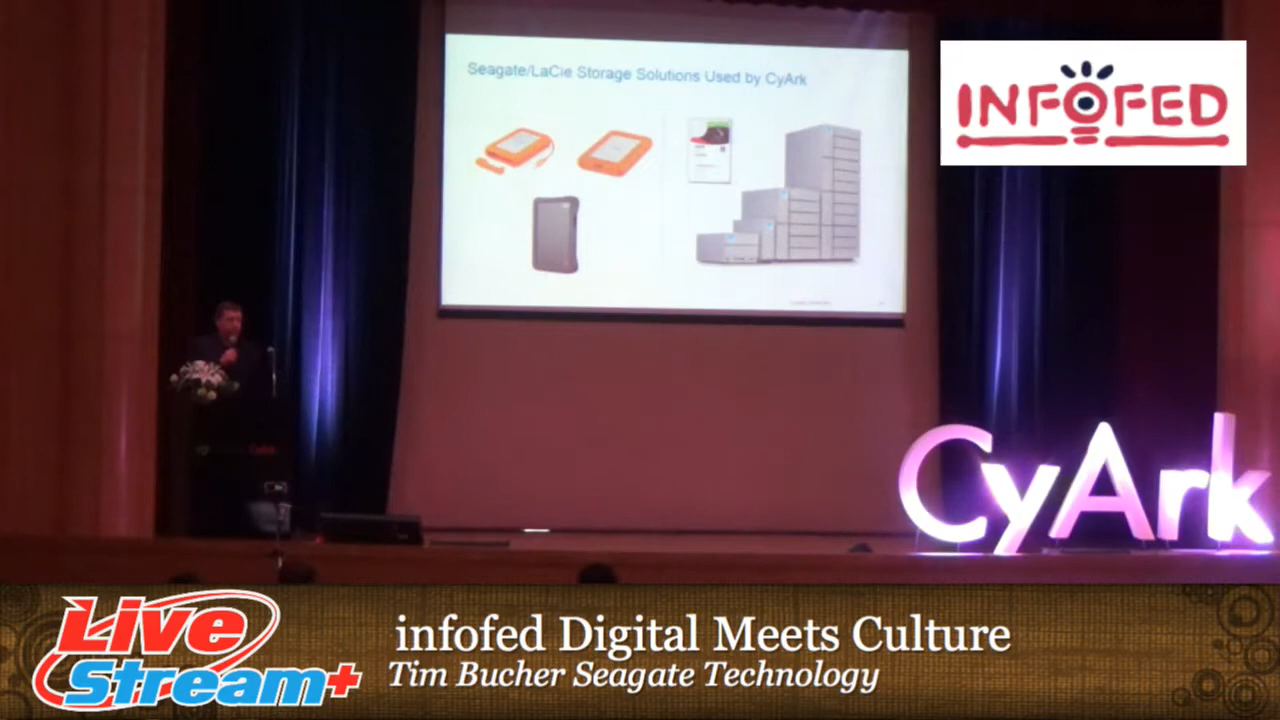 Seagate/LaCie Storage Solutions Used by CyArk
INFOFED
CyArk
Live
Stream+
infofed Digital Meets Culture
Tim Bucher Seagate Technology